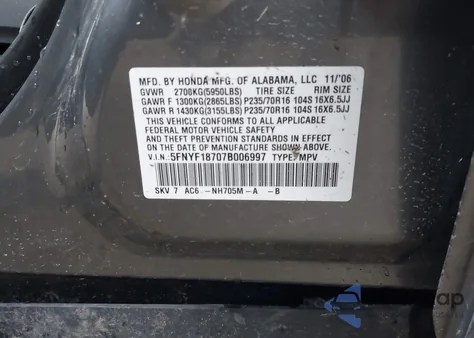 MFD. BY HONDA MFG. OF ALABAMA, LLC 11/'06
GVWR 2700KG(5950LBS) TIRE SIZE RIM SIZE
GAWR F 1300KG(2865LBS)P235/70R16 104S 16X6.5JJ
GAWR R 1430KG(3155LBS)P235/70R16 104S 16X6.5JJ
THIS VEHICLE CONFORMS TO ALL APPLICABLE
FEDERAL MOTOR VEHICLE SAFETY
AND THEFT PREVENTION STANDARDS IN EFFECT
ON THE DATE OF MANUFACTURE SHOWN ABOVE.
V.I.N.: 5FNYF18707B006997 TYPE: MPV
SKV 7 AC6 -NH705M-A -B